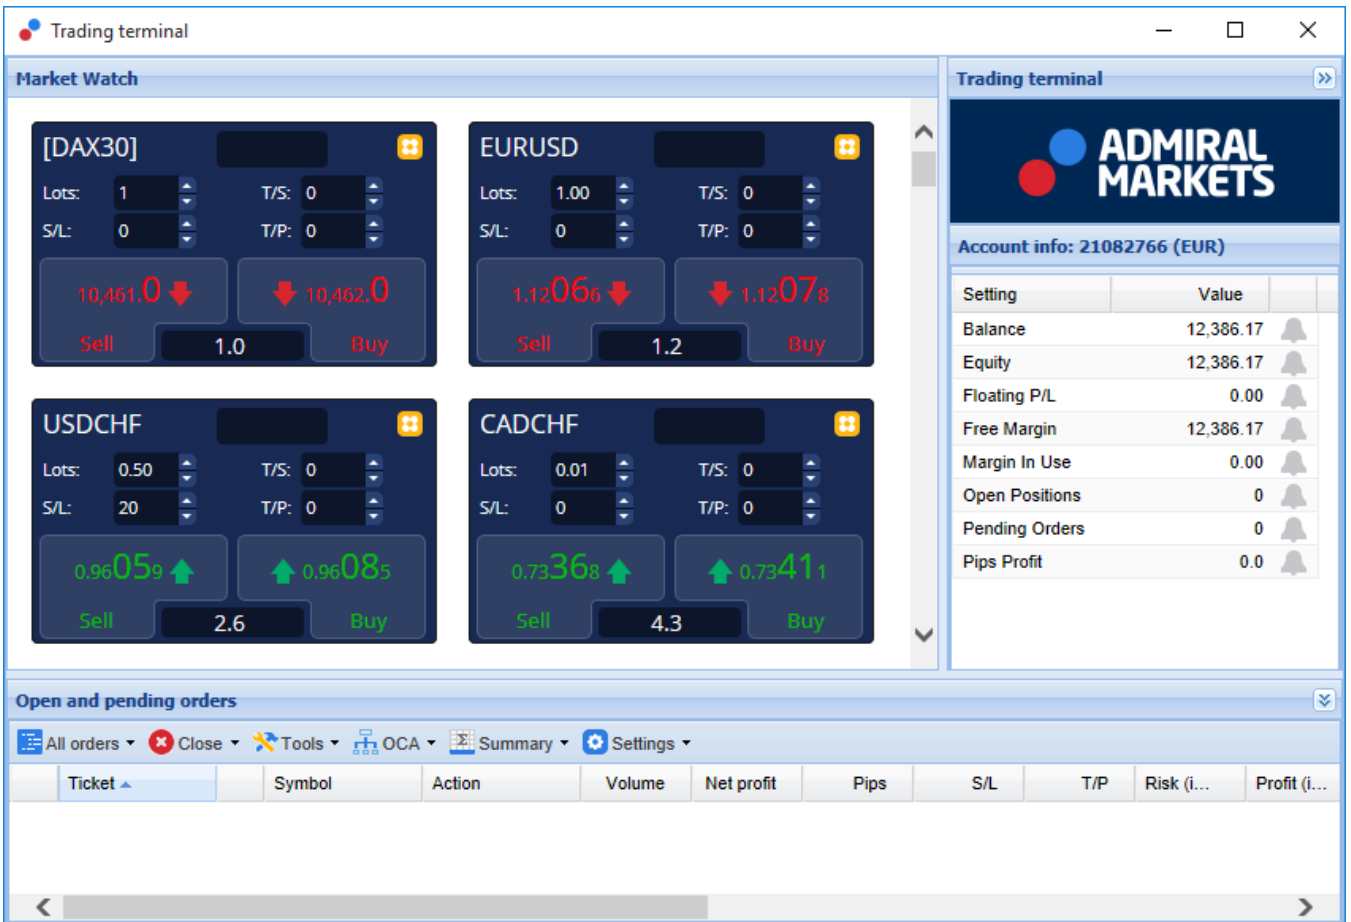 Trading terminal
Market Watch
[DAX30]
Lots: 1 T/S: 0
S/L: 0 T/P: 0
10,461.0 10,462.0
Sell 1.0 Buy
EURUSD
Lots: 1.00 T/S: 0
S/L: 0 T/P: 0
1.12066 1.12078
Sell 1.2 Buy
USDCHF
Lots: 0.50 T/S: 0
S/L: 20 T/P: 0
0.96059 0.96085
Sell 2.6 Buy
CADCHF
Lots: 0.01 T/S: 0
S/L: 0 T/P: 0
0.73368 0.73411
Sell 4.3 Buy
Trading terminal
ADMIRAL
MARKETS
Account info: 21082766 (EUR)
Setting Value
Balance 12,386.17
Equity 12,386.17
Floating P/L 0.00
Free Margin 12,386.17
Margin In Use 0.00
Open Positions 0
Pending Orders 0
Pips Profit 0.0
Open and pending orders
All orders Close Tools OCA Σ Summary Settings
Ticket Symbol Action Volume Net profit Pips S/L T/P Risk (i... Profit (i...